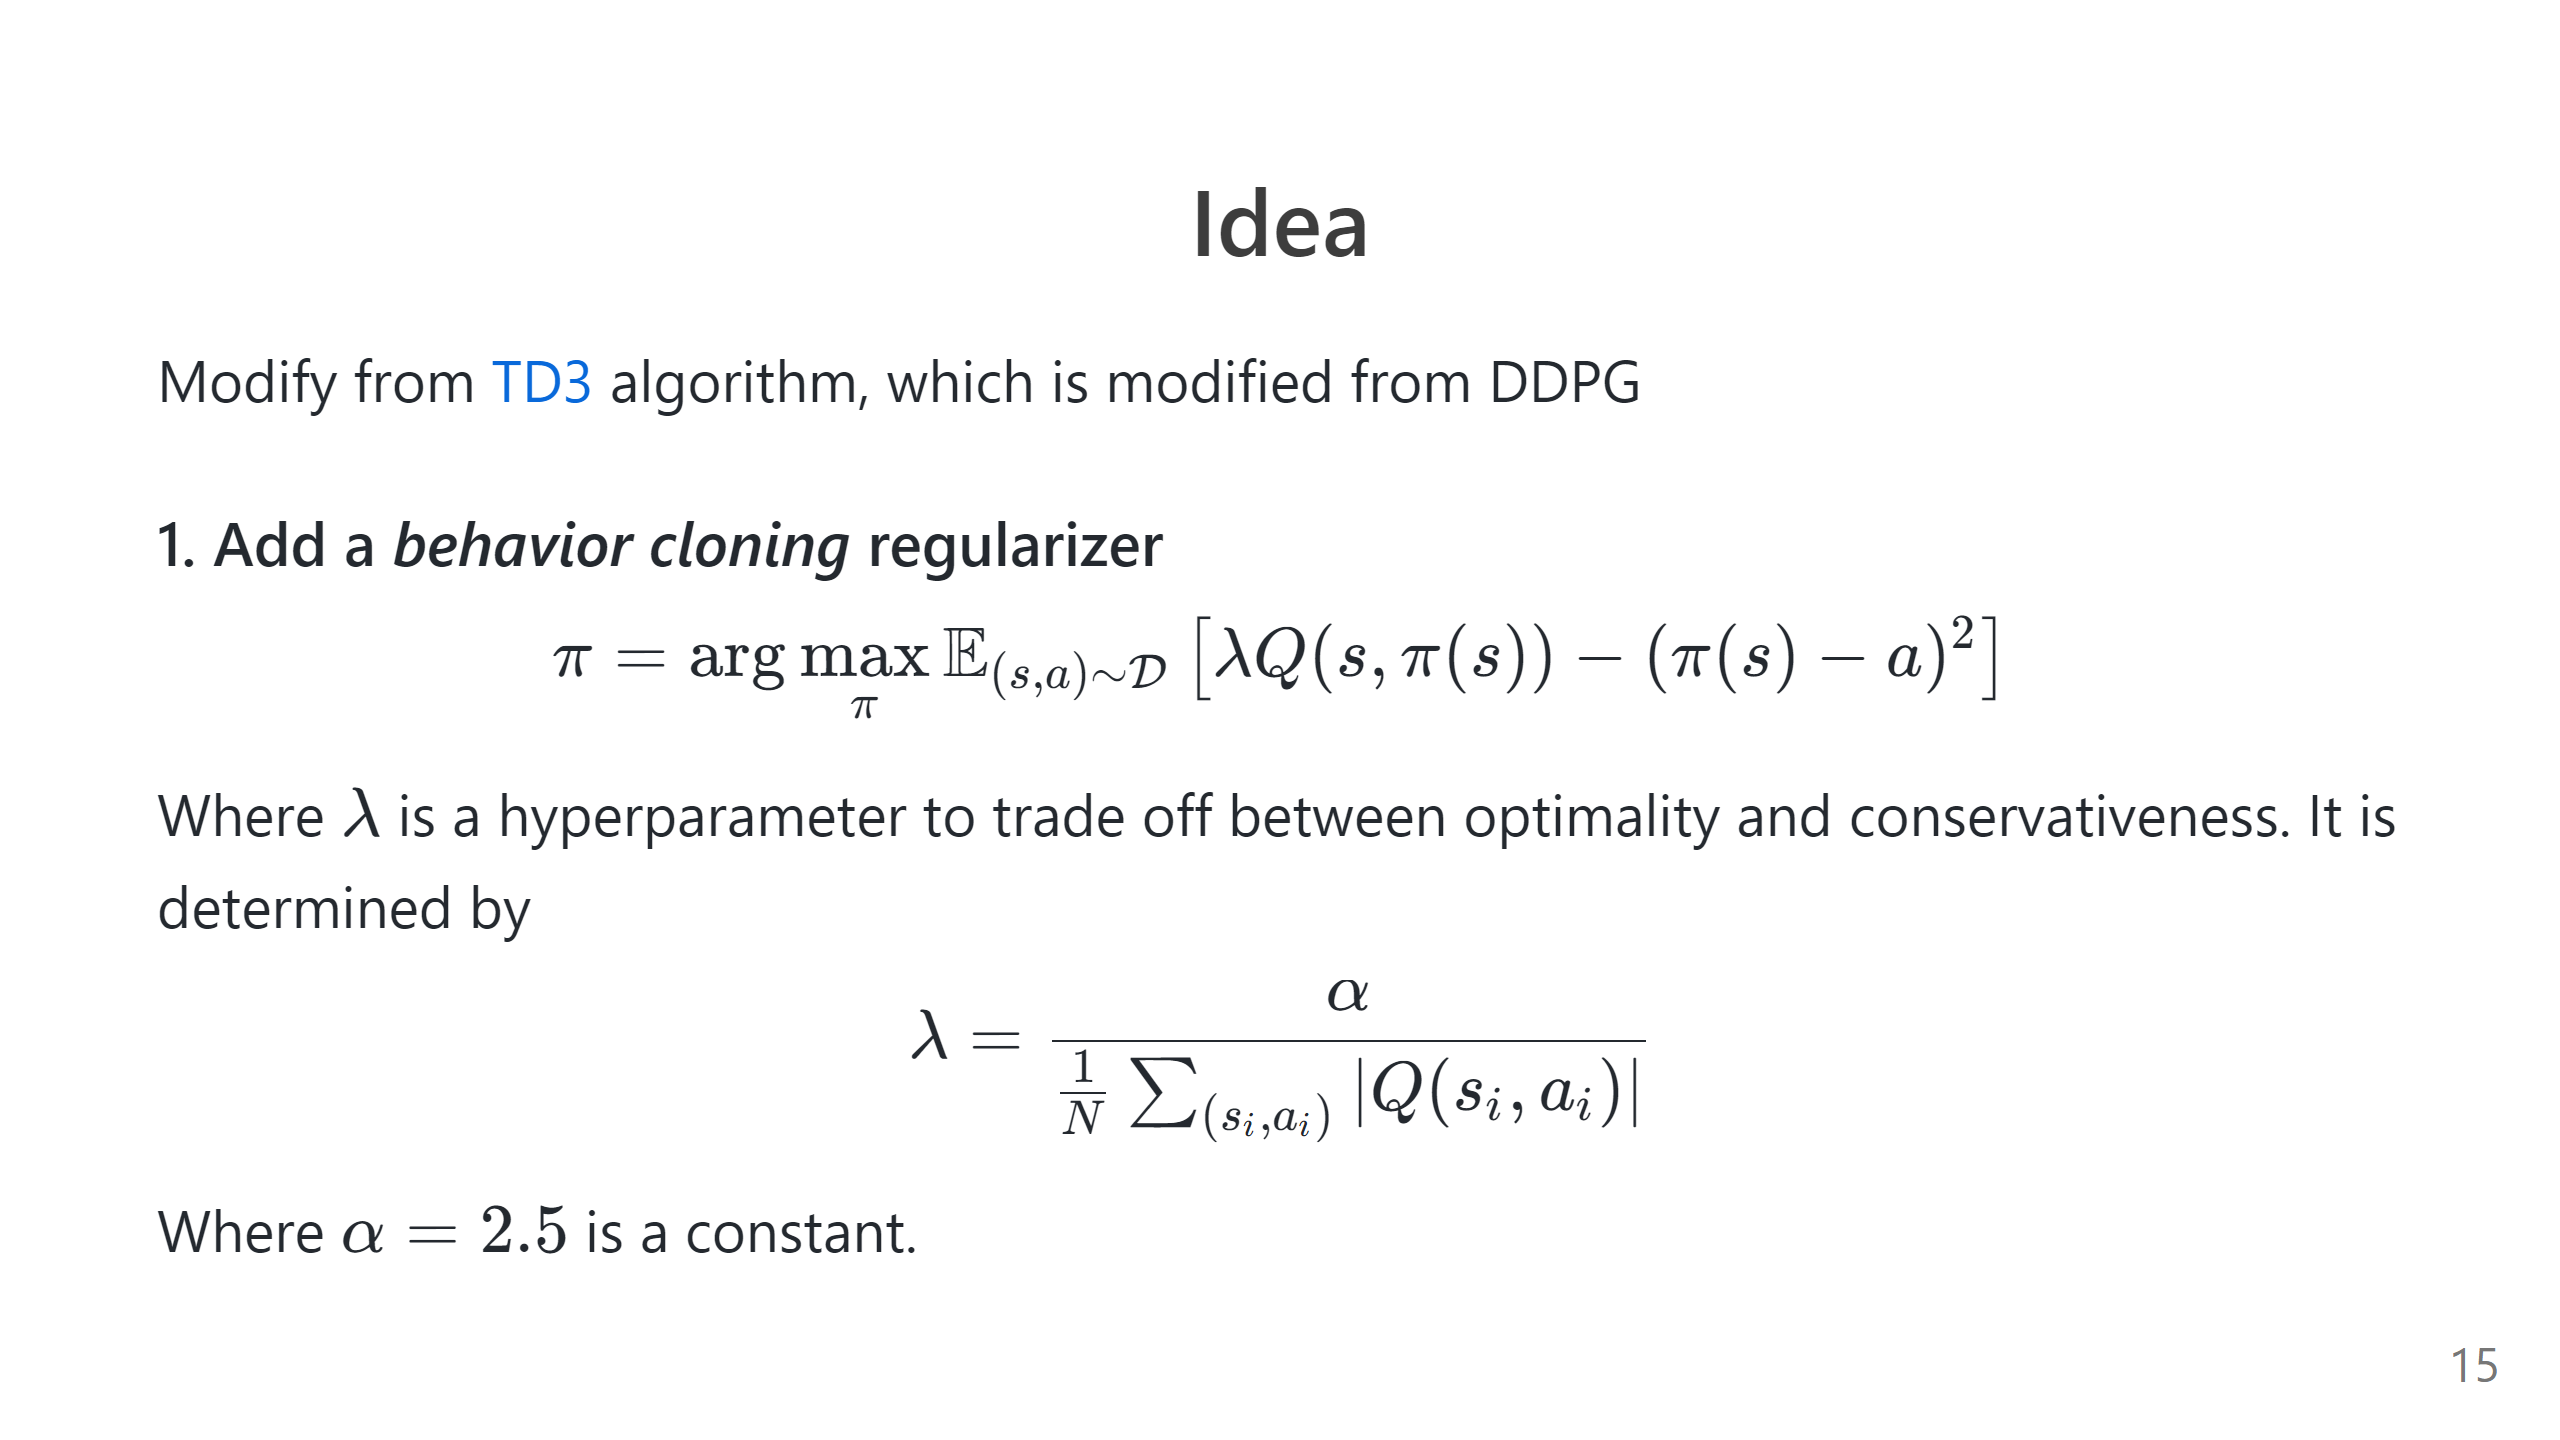 Idea
Modify from TD3 algorithm, which is modified from DDPG
1. Add a behavior cloning regularizer
π = arg max_π 𝔼_{(s,a)∼𝒟} [λQ(s, π(s)) − (π(s) − a)²]
Where λ is a hyperparameter to trade off between optimality and conservativeness. It is
determined by
λ = α / (1/N ∑_{(s_i,a_i)} |Q(s_i, a_i)|)
Where α = 2.5 is a constant.
15